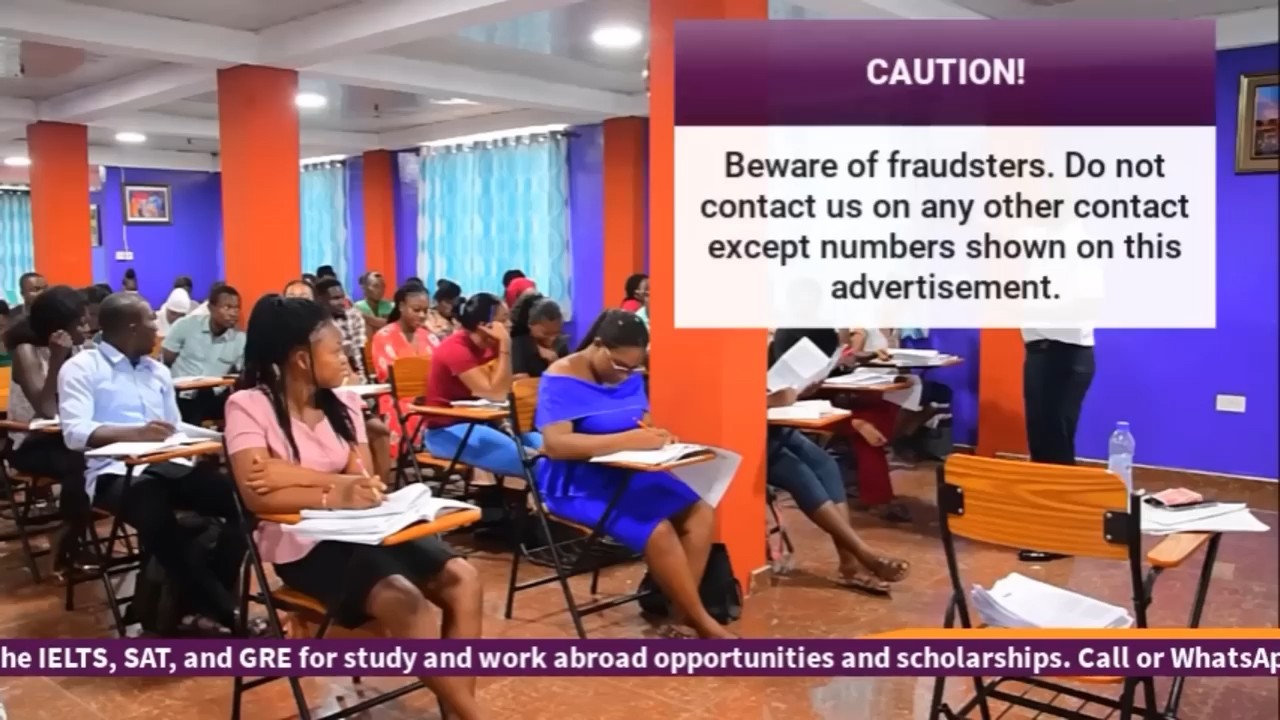 CAUTION!
Beware of fraudsters. Do not
contact us on any other contact
except numbers shown on this
advertisement.
he IELTS, SAT, and GRE for study and work abroad opportunities and scholarships. Call or WhatsAp